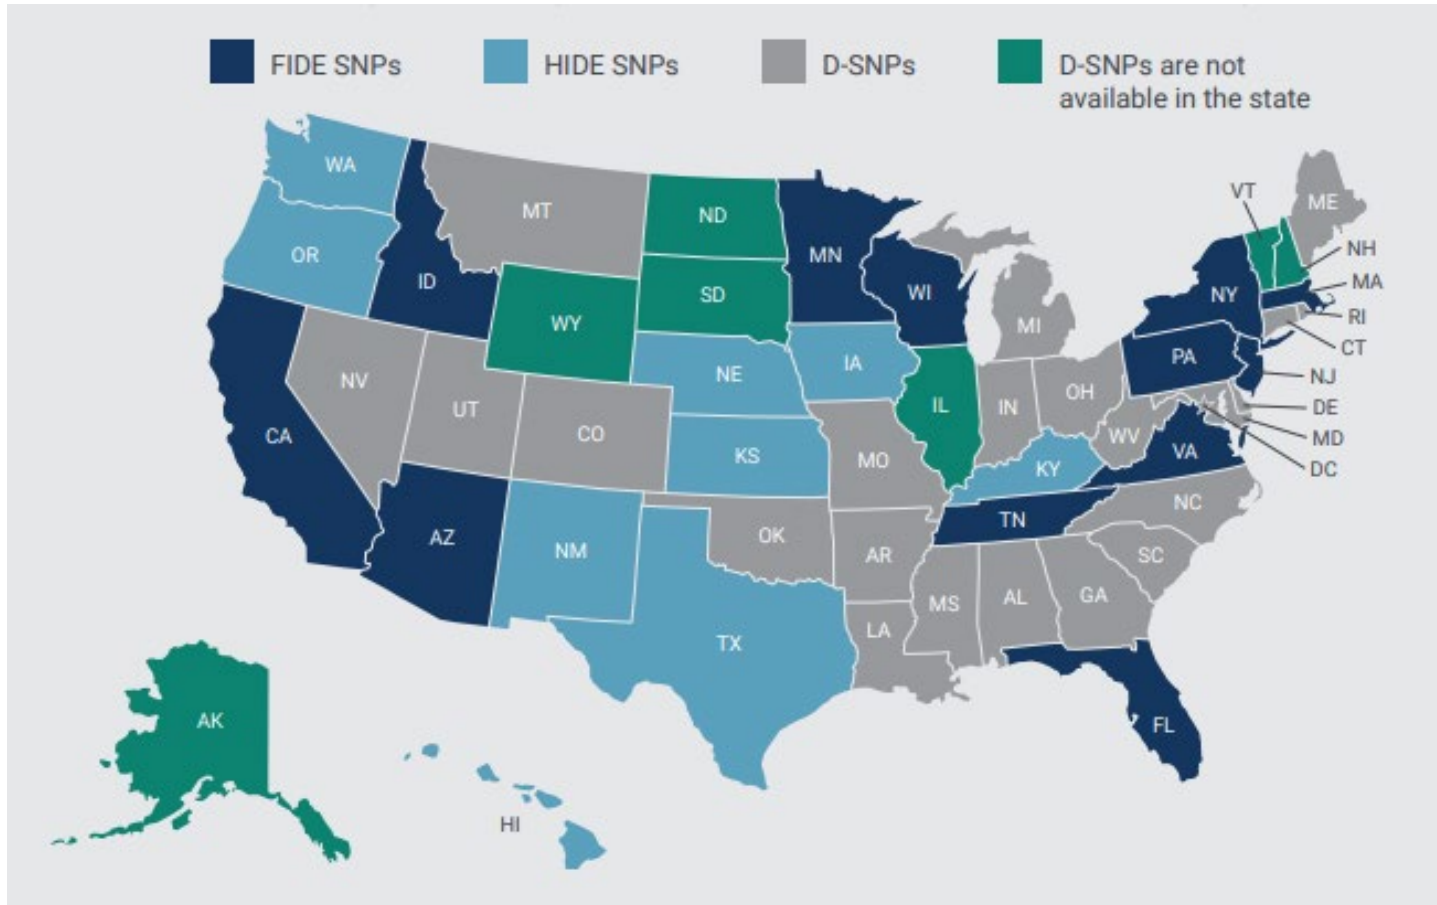 FIDE SNPs
HIDE SNPs
D-SNPs
D-SNPs are not
available in the state
WA
MT
ND
VT
ME
OR
ID
MN
NH
SD
WI
NY
MA
WY
MI
RI
CT
NV
NE
IA
PA
NJ
UT
IL
IN
OH
DE
CA
CO
KS
MO
WV
MD
KY
VA
DC
AZ
NM
OK
AR
TN
NC
SC
MS
AL
GA
TX
LA
AK
FL
HI